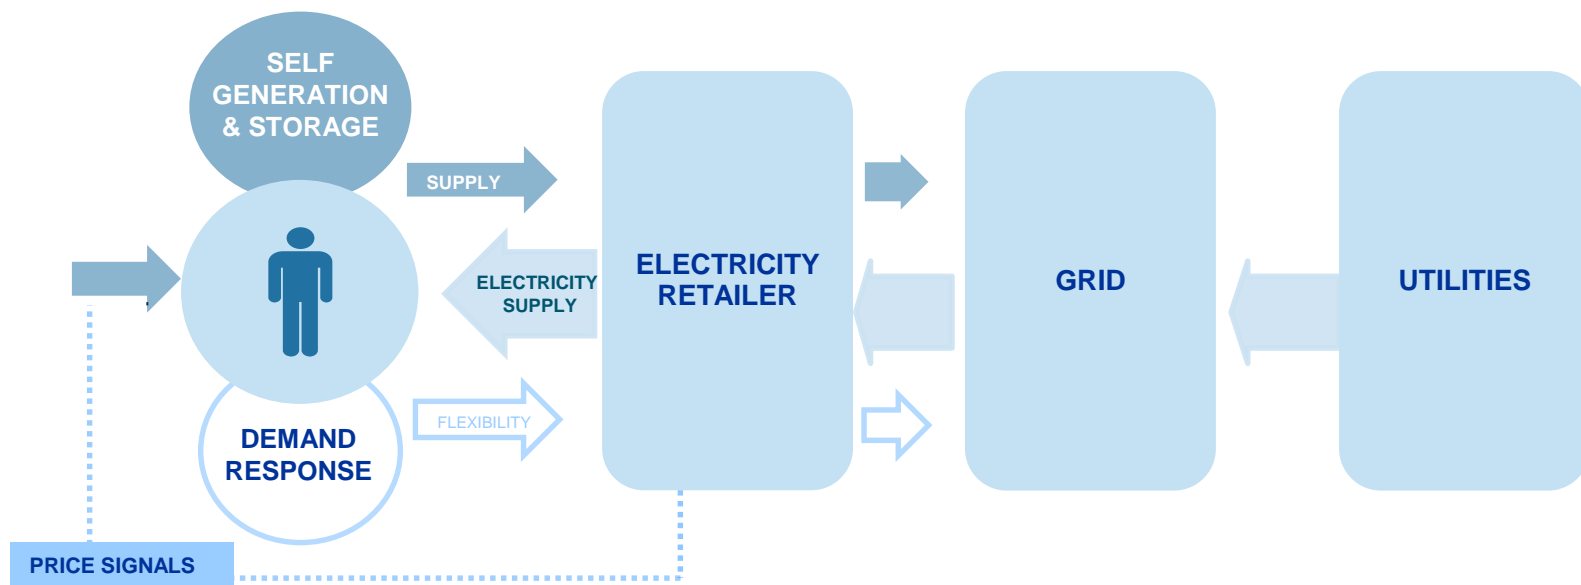 SELF
GENERATION
& STORAGE
SUPPLY
ELECTRICITY
SUPPLY
FLEXIBILITY
DEMAND
RESPONSE
PRICE SIGNALS
ELECTRICITY
RETAILER
GRID
UTILITIES